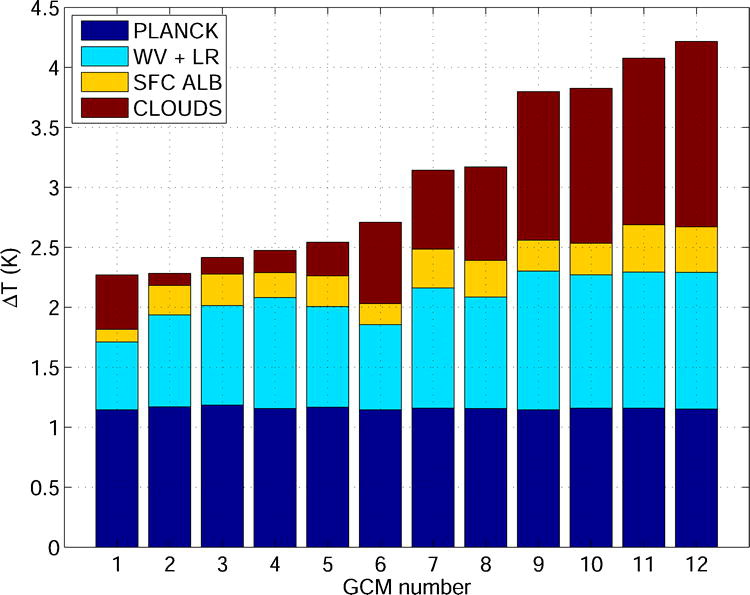 4.5
4
3.5
3
2.5
2
1.5
1
0.5
0
ΔT (K)
PLANCK
WV + LR
SFC ALB
CLOUDS
1 2 3 4 5 6 7 8 9 10 11 12
GCM number